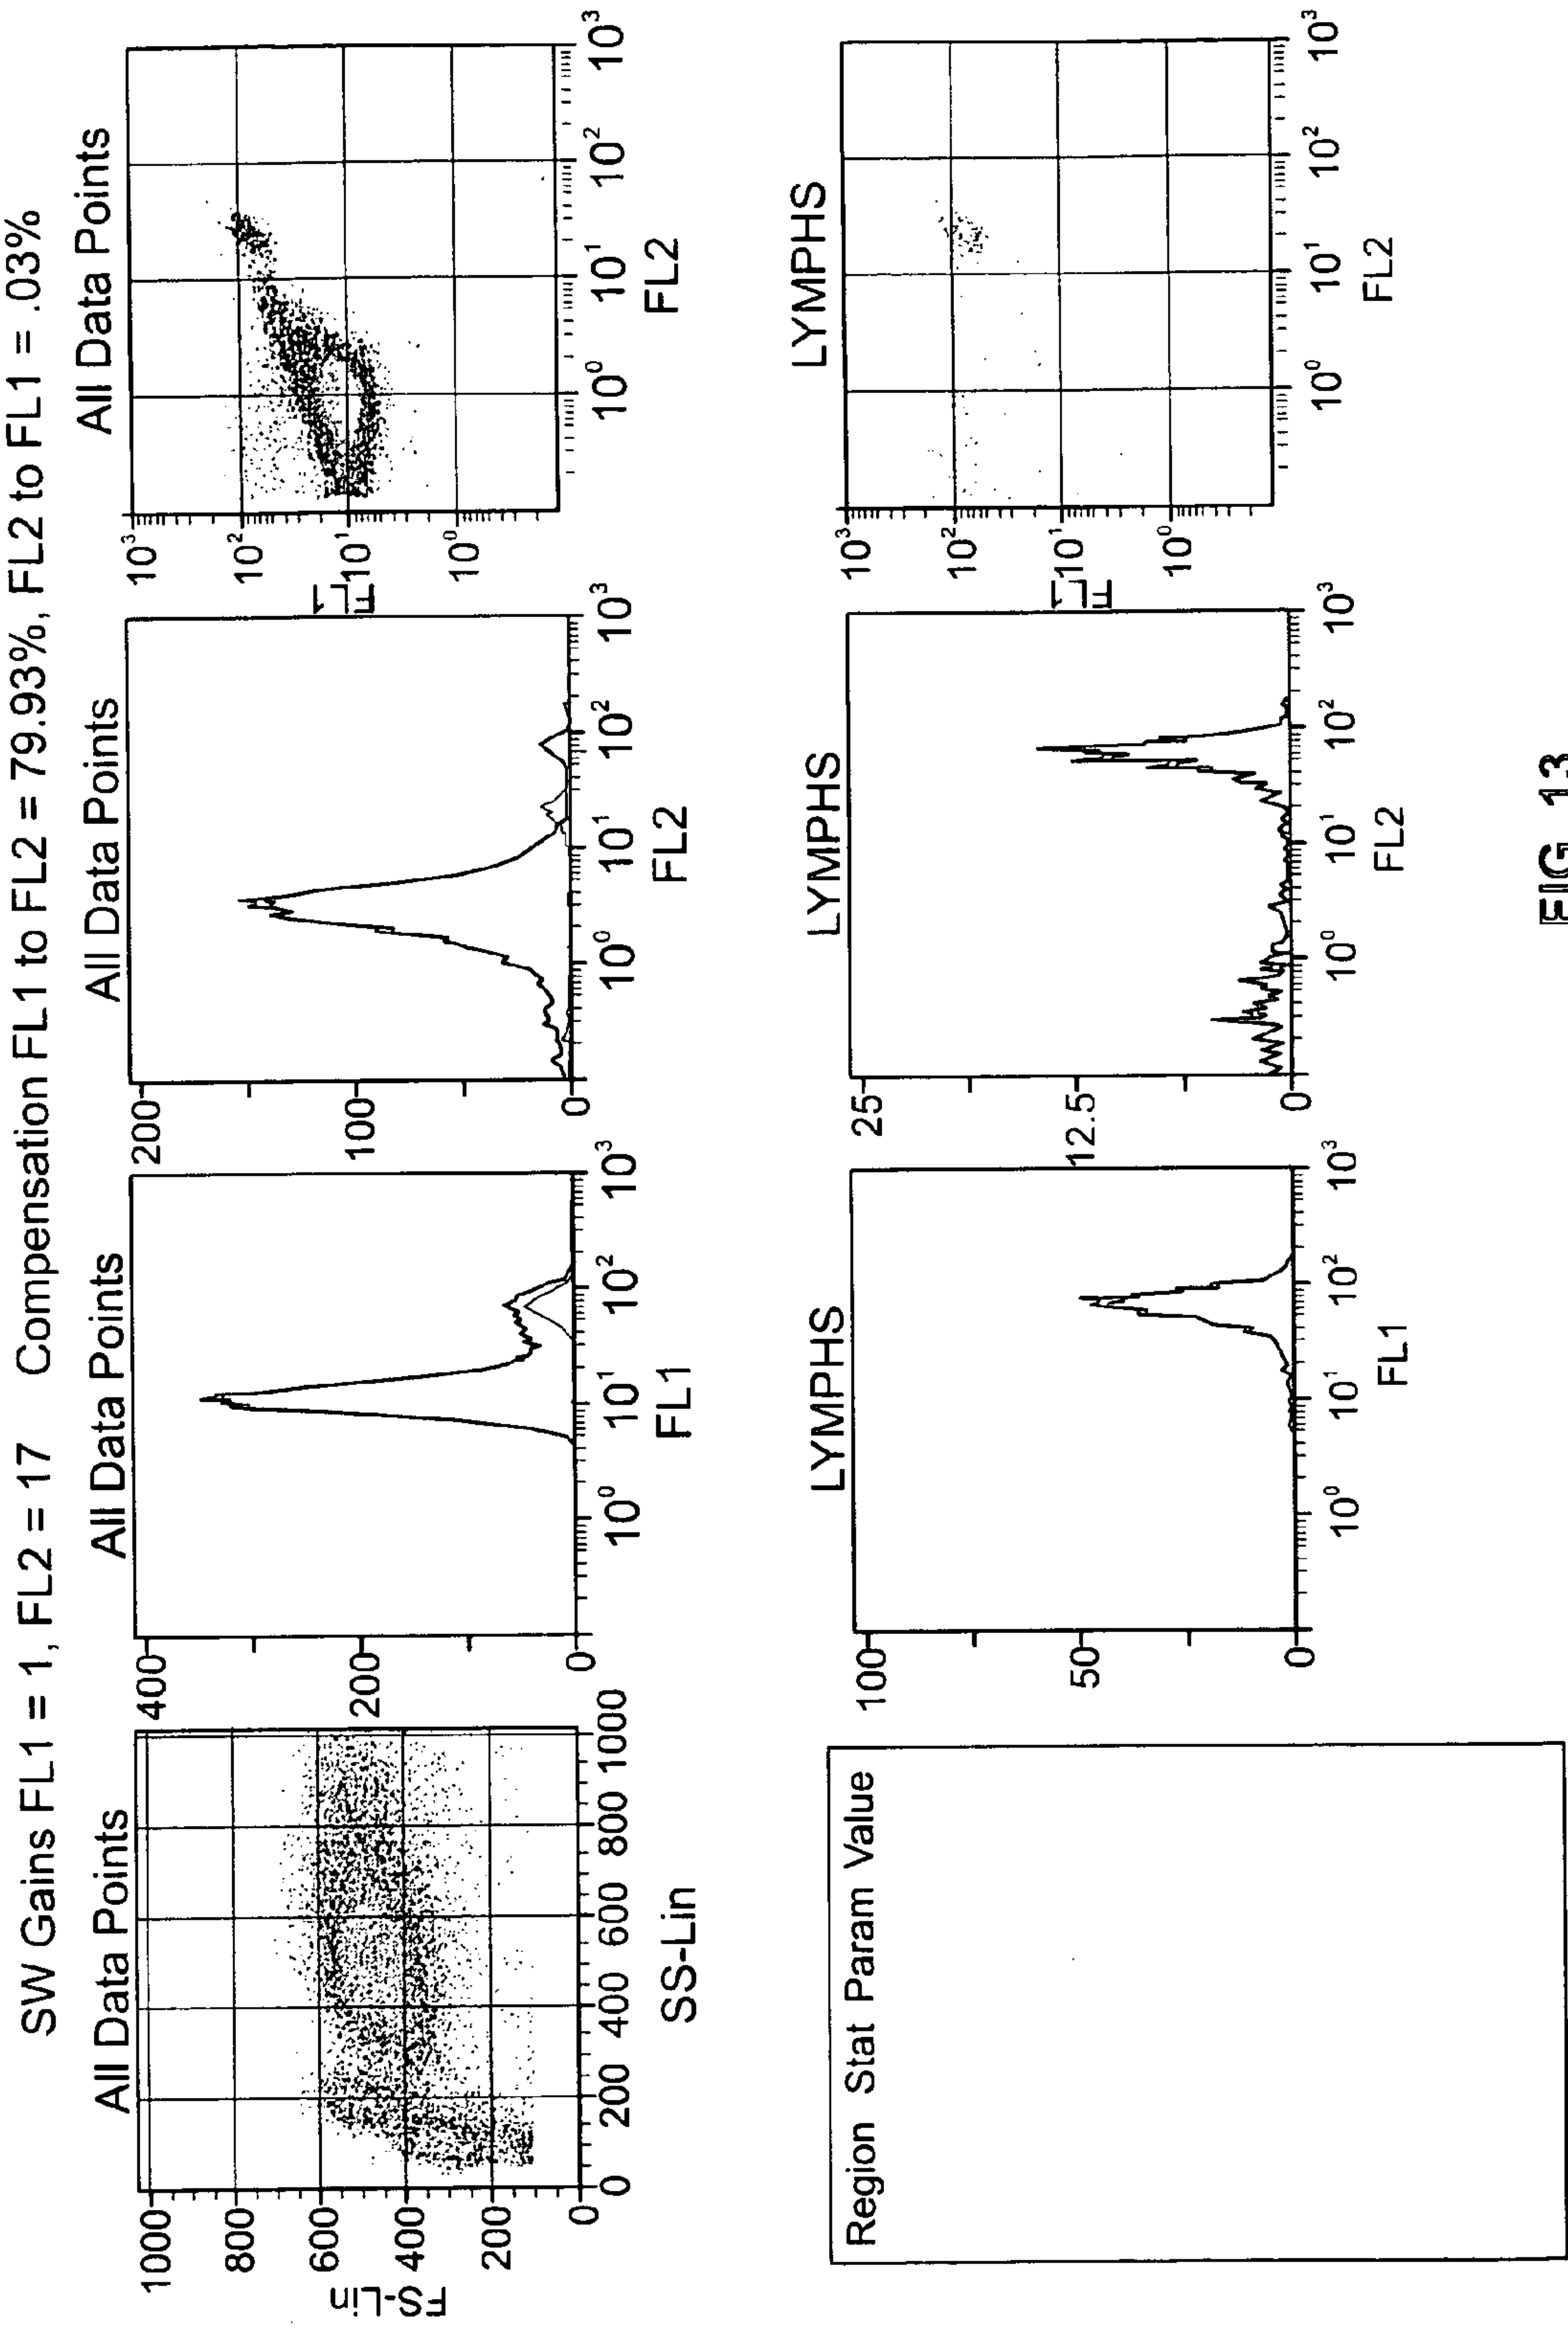 SW Gains FL1 = 1, FL2 = 17 Compensation FL1 to FL2 = 79.93%, FL2 to FL1 = .03%
All Data Points
1000
800
600
400
200
0
FS-Lin
0 200 400 600 800 1000
SS-Lin
All Data Points
400
200
0
10⁰ 10¹ 10² 10³
FL1
All Data Points
200
100
0
10⁰ 10¹ 10² 10³
FL2
All Data Points
10³
10²
10¹
10⁰
FL1
10⁰ 10¹ 10² 10³
FL2
Region Stat Param Value
LYMPHS
100
50
0
10⁰ 10¹ 10² 10³
FL1
LYMPHS
25
12.5
0
10⁰ 10¹ 10² 10³
FL2
LYMPHS
10³
10²
10¹
10⁰
FL1
10⁰ 10¹ 10² 10³
FL2
FIG. 13